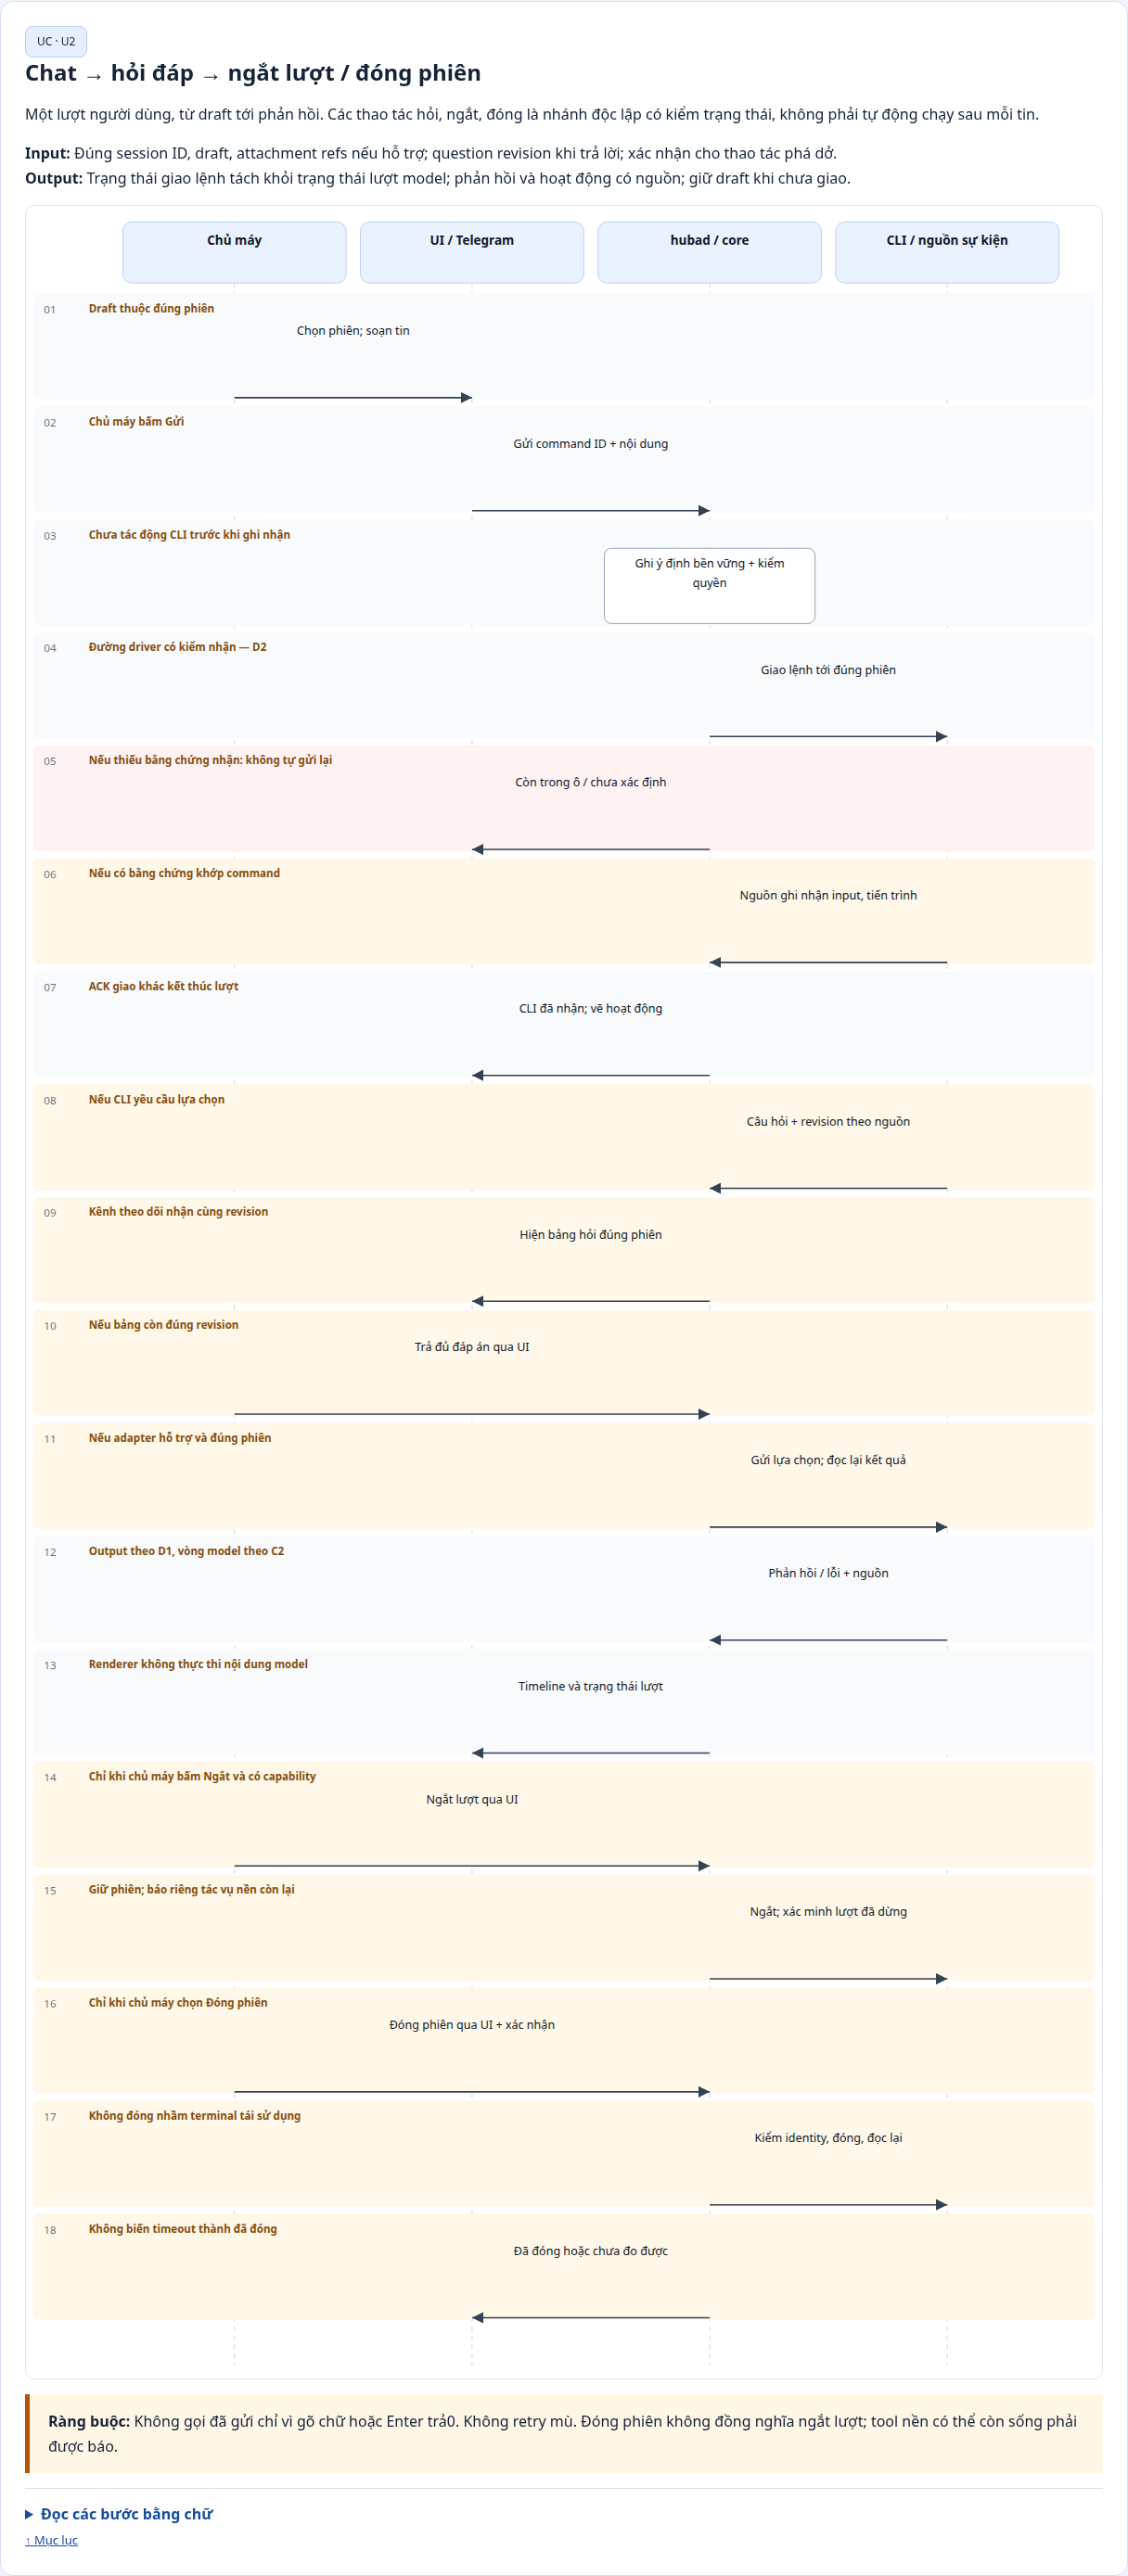 UC · U2
Chat → hỏi đáp → ngắt lượt / đóng phiên
Một lượt người dùng, từ draft tới phản hồi. Các thao tác hỏi, ngắt, đóng là nhánh độc lập có kiểm trạng thái, không phải tự động chạy sau mỗi tin.
Input: Đúng session ID, draft, attachment refs nếu hỗ trợ; question revision khi trả lời; xác nhận cho thao tác phá dở.
Output: Trạng thái giao lệnh tách khỏi trạng thái lượt model; phản hồi và hoạt động có nguồn; giữ draft khi chưa giao.
Chủ máy
UI / Telegram
hubad / core
CLI / nguồn sự kiện
01 Draft thuộc đúng phiên
Chọn phiên; soạn tin
02 Chủ máy bấm Gửi
Gửi command ID + nội dung
03 Chưa tác động CLI trước khi ghi nhận
Ghi ý định bền vững + kiểm
quyền
04 Đường driver có kiểm nhận — D2
Giao lệnh tới đúng phiên
05 Nếu thiếu bằng chứng nhận: không tự gửi lại
Còn trong ô / chưa xác định
06 Nếu có bằng chứng khớp command
Nguồn ghi nhận input, tiến trình
07 ACK giao khác kết thúc lượt
CLI đã nhận; vẽ hoạt động
08 Nếu CLI yêu cầu lựa chọn
Câu hỏi + revision theo nguồn
09 Kênh theo dõi nhận cùng revision
Hiện bảng hỏi đúng phiên
10 Nếu bảng còn đúng revision
Trả đủ đáp án qua UI
11 Nếu adapter hỗ trợ và đúng phiên
Gửi lựa chọn; đọc lại kết quả
12 Output theo D1, vòng model theo C2
Phản hồi / lỗi + nguồn
13 Renderer không thực thi nội dung model
Timeline và trạng thái lượt
14 Chỉ khi chủ máy bấm Ngắt và có capability
Ngắt lượt qua UI
15 Giữ phiên; báo riêng tác vụ nền còn lại
Ngắt; xác minh lượt đã dừng
16 Chỉ khi chủ máy chọn Đóng phiên
Đóng phiên qua UI + xác nhận
17 Không đóng nhầm terminal tái sử dụng
Kiểm identity, đóng, đọc lại
18 Không biến timeout thành đã đóng
Đã đóng hoặc chưa đo được
Ràng buộc: Không gọi đã gửi chỉ vì gõ chữ hoặc Enter trả0. Không retry mù. Đóng phiên không đồng nghĩa ngắt lượt; tool nền có thể còn sống phải
được báo.
▶ Đọc các bước bằng chữ
↑ Mục lục